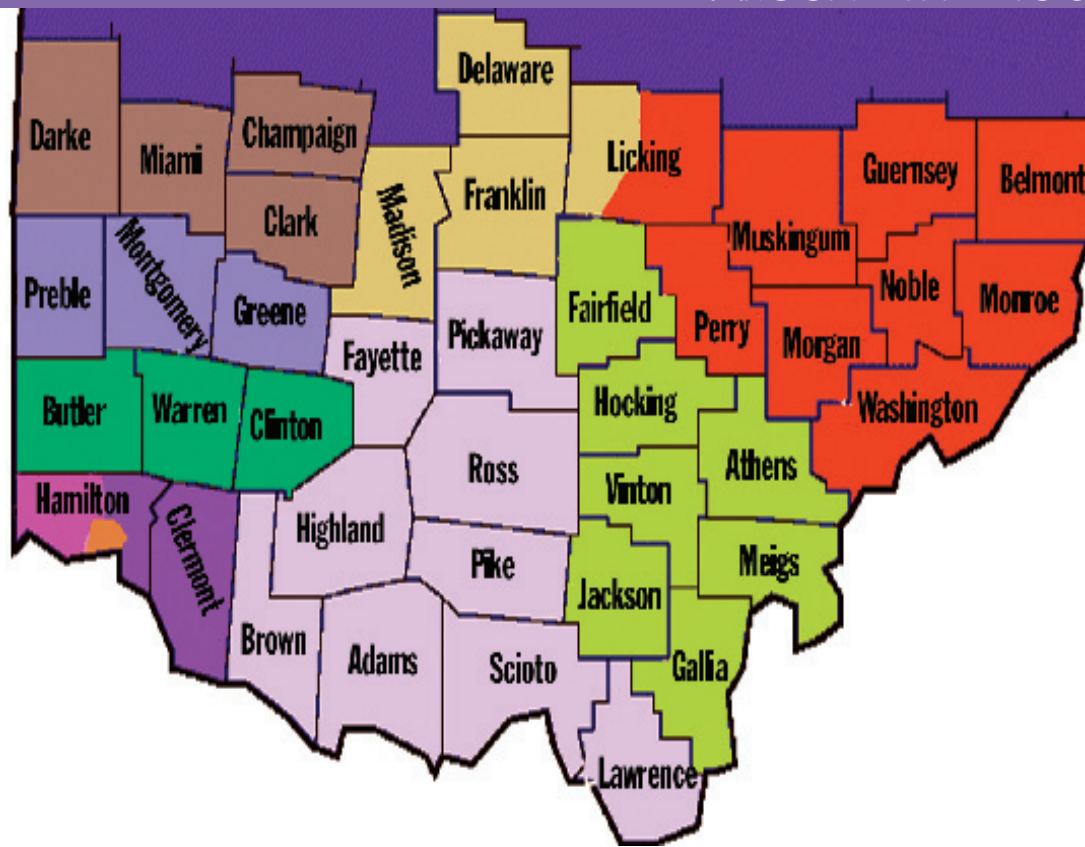 Delaware
Darke
Miami
Champaign
Licking
Guernsey
Belmont
Clark
Madison
Franklin
Muskingum
Preble
Montgomery
Greene
Fairfield
Noble
Monroe
Pickaway
Perry
Morgan
Fayette
Butler
Warren
Clinton
Hocking
Washington
Ross
Athens
Vinton
Hamilton
Highland
Clermont
Pike
Meigs
Jackson
Brown
Adams
Scioto
Gallia
Lawrence